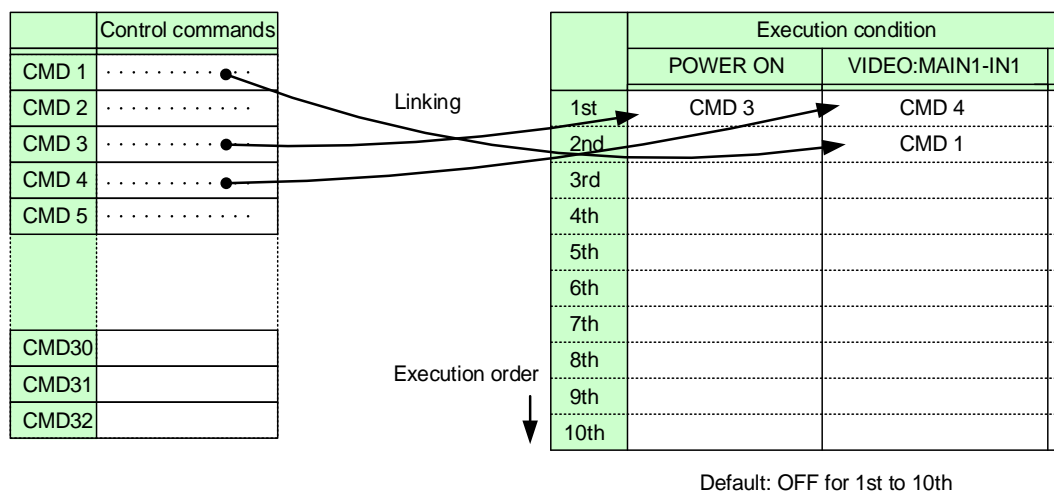 Control commands
CMD 1 . . . . . . . . . . . .
CMD 2 . . . . . . . . . . . .
CMD 3 . . . . . . . . . . . .
CMD 4 . . . . . . . . . . . .
CMD 5 . . . . . . . . . . . .
CMD30
CMD31
CMD32
Linking
Execution order
Execution condition
POWER ON VIDEO:MAIN1-IN1
1st CMD 3 CMD 4
2nd CMD 1
3rd
4th
5th
6th
7th
8th
9th
10th
Default: OFF for 1st to 10th